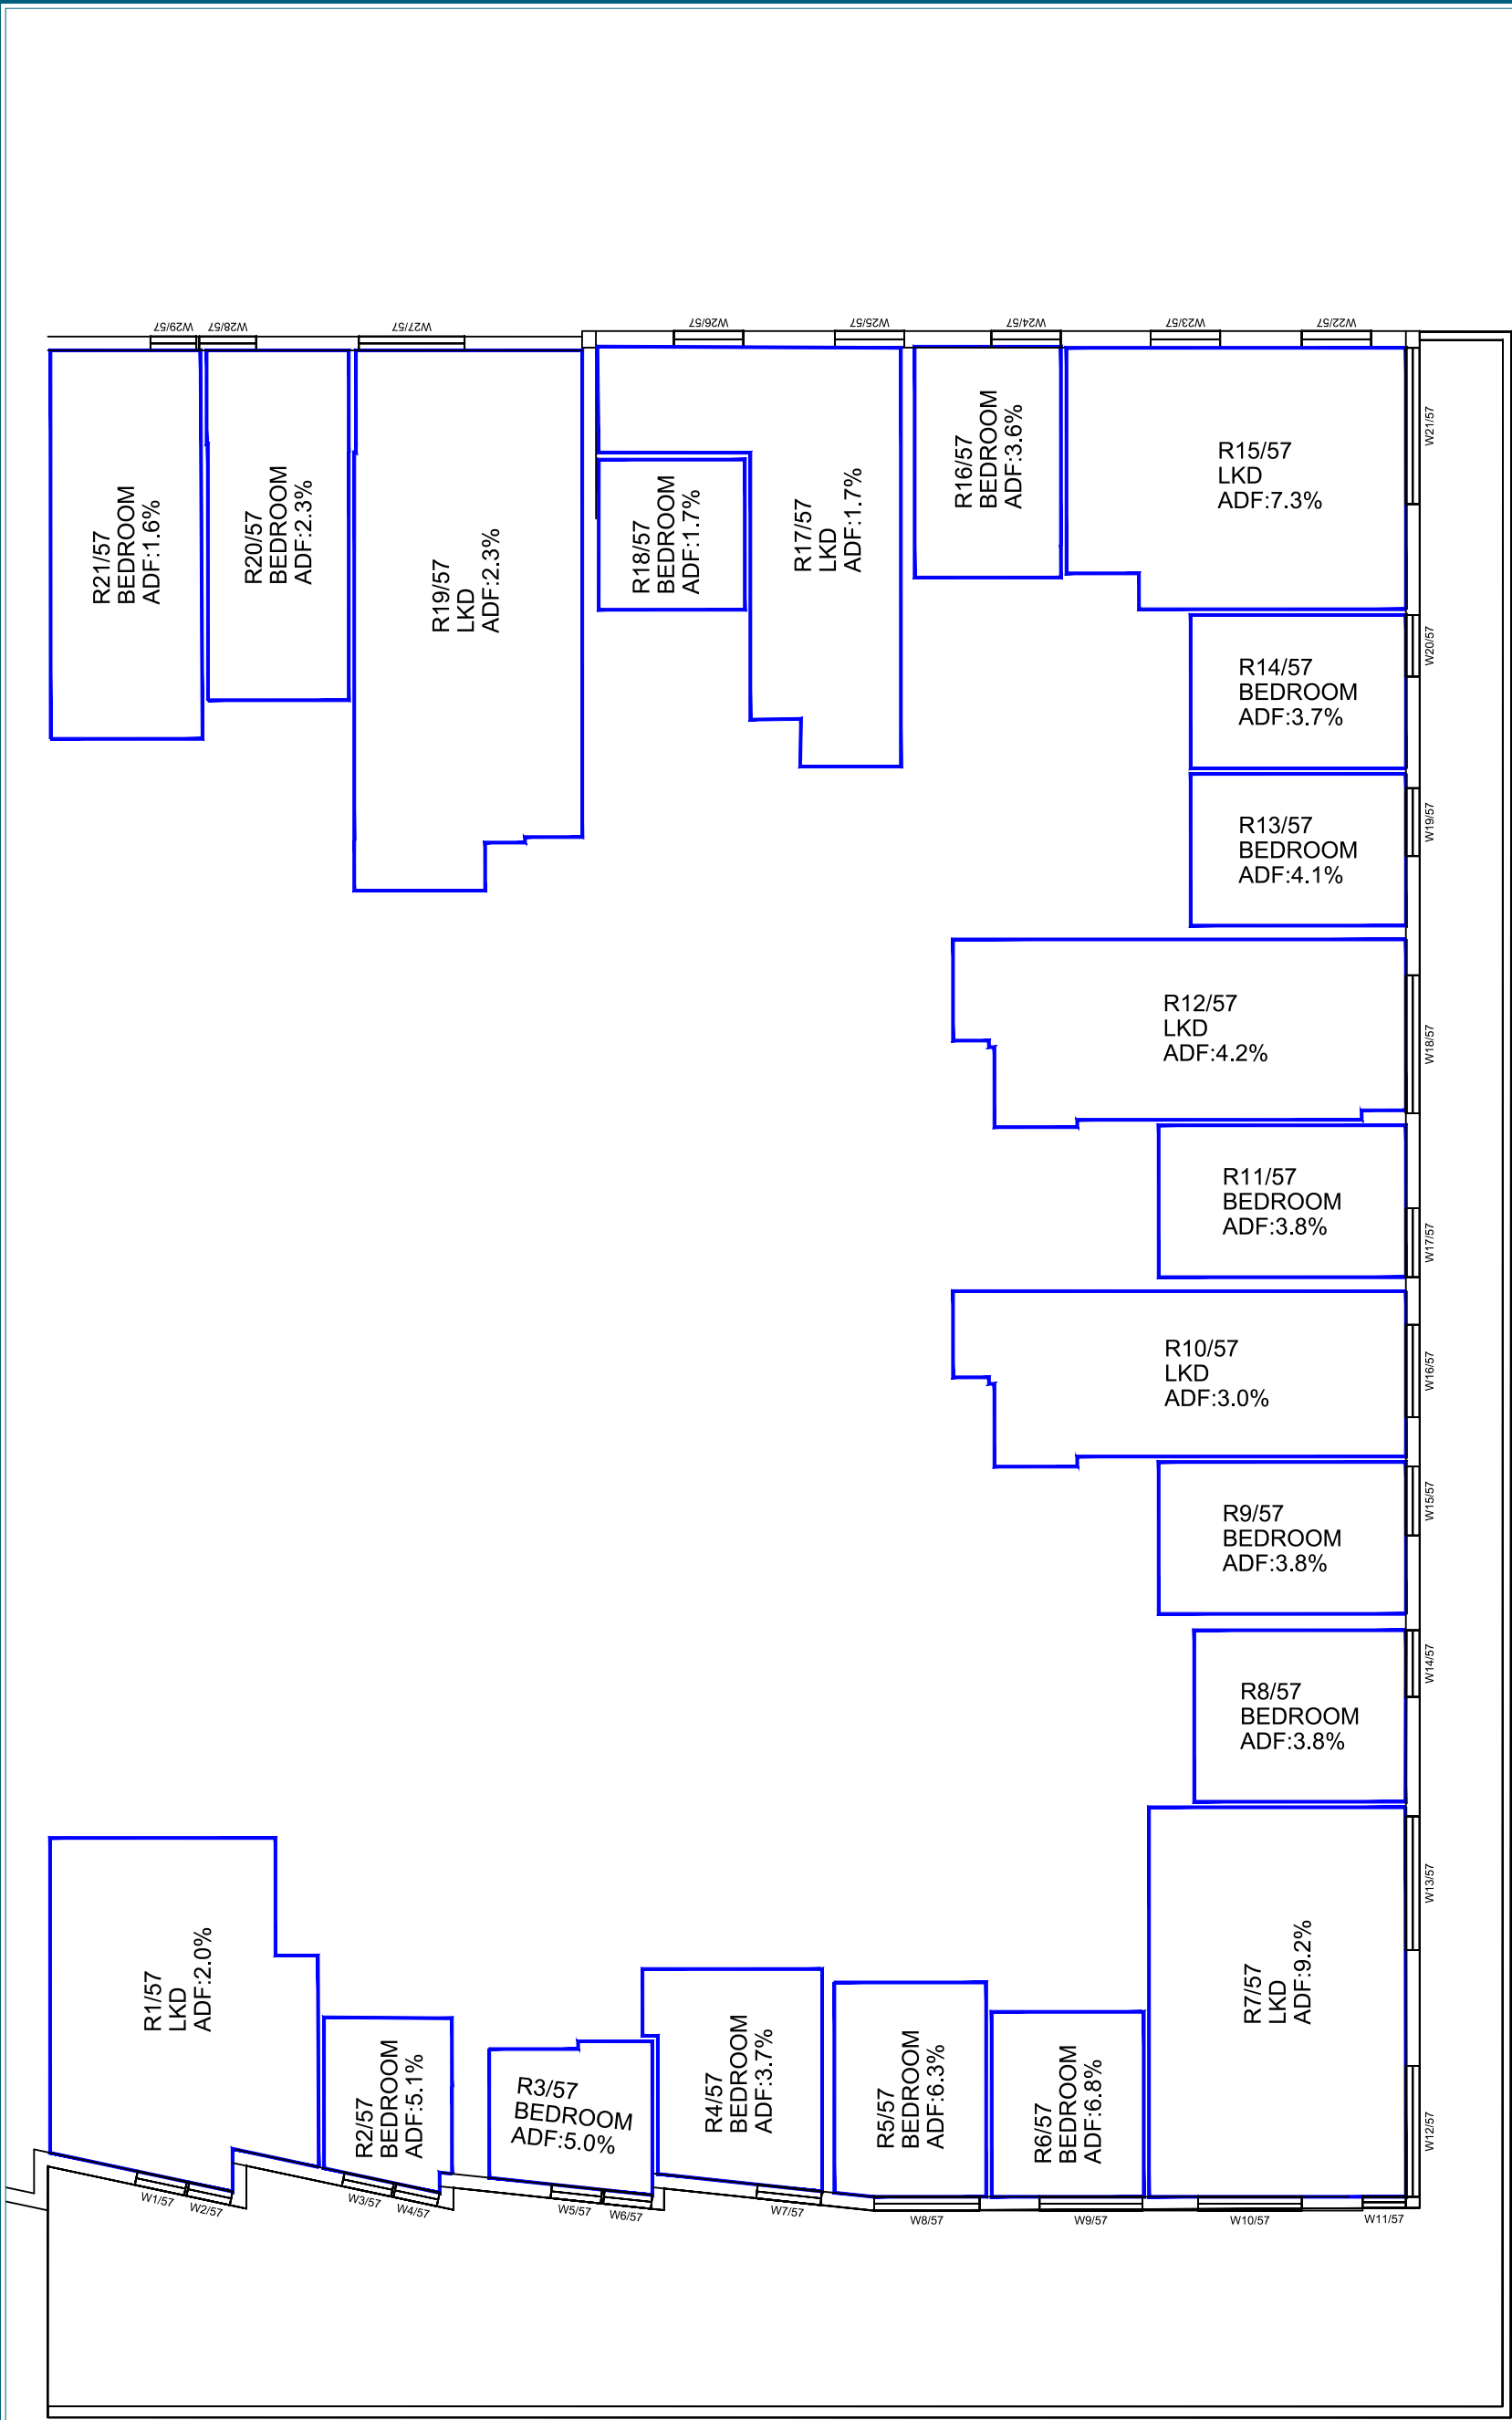 W29/57
W28/57
W27/57
W26/57
W25/57
W24/57
W23/57
W22/57
R21/57
BEDROOM
ADF:1.6%
R20/57
BEDROOM
ADF:2.3%
R19/57
LKD
ADF:2.3%
R18/57
BEDROOM
ADF:1.7%
R17/57
LKD
ADF:1.7%
R16/57
BEDROOM
ADF:3.6%
R15/57
LKD
ADF:7.3%
W21/57
R14/57
BEDROOM
ADF:3.7%
W20/57
R13/57
BEDROOM
ADF:4.1%
W19/57
R12/57
LKD
ADF:4.2%
W18/57
R11/57
BEDROOM
ADF:3.8%
W17/57
R10/57
LKD
ADF:3.0%
W16/57
R9/57
BEDROOM
ADF:3.8%
W15/57
R8/57
BEDROOM
ADF:3.8%
W14/57
W13/57
R1/57
LKD
ADF:2.0%
R2/57
BEDROOM
ADF:5.1%
R3/57
BEDROOM
ADF:5.0%
R4/57
BEDROOM
ADF:3.7%
R5/57
BEDROOM
ADF:6.3%
R6/57
BEDROOM
ADF:6.8%
R7/57
LKD
ADF:9.2%
W12/57
W1/57
W2/57
W3/57
W4/57
W5/57
W6/57
W7/57
W8/57
W9/57
W10/57
W11/57